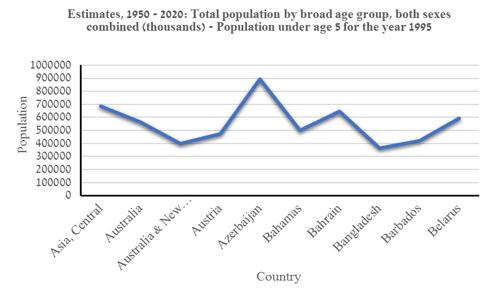 Estimates, 1950 - 2020: Total population by broad age group, both sexes
combined (thousands) - Population under age 5 for the year 1995
1000000
900000
800000
700000
600000
500000
400000
300000
200000
100000
0
Population
Asia, Central
Australia
Australia & New...
Austria
Azerbaijan
Bahamas
Bahrain
Bangladesh
Barbados
Belarus
Country